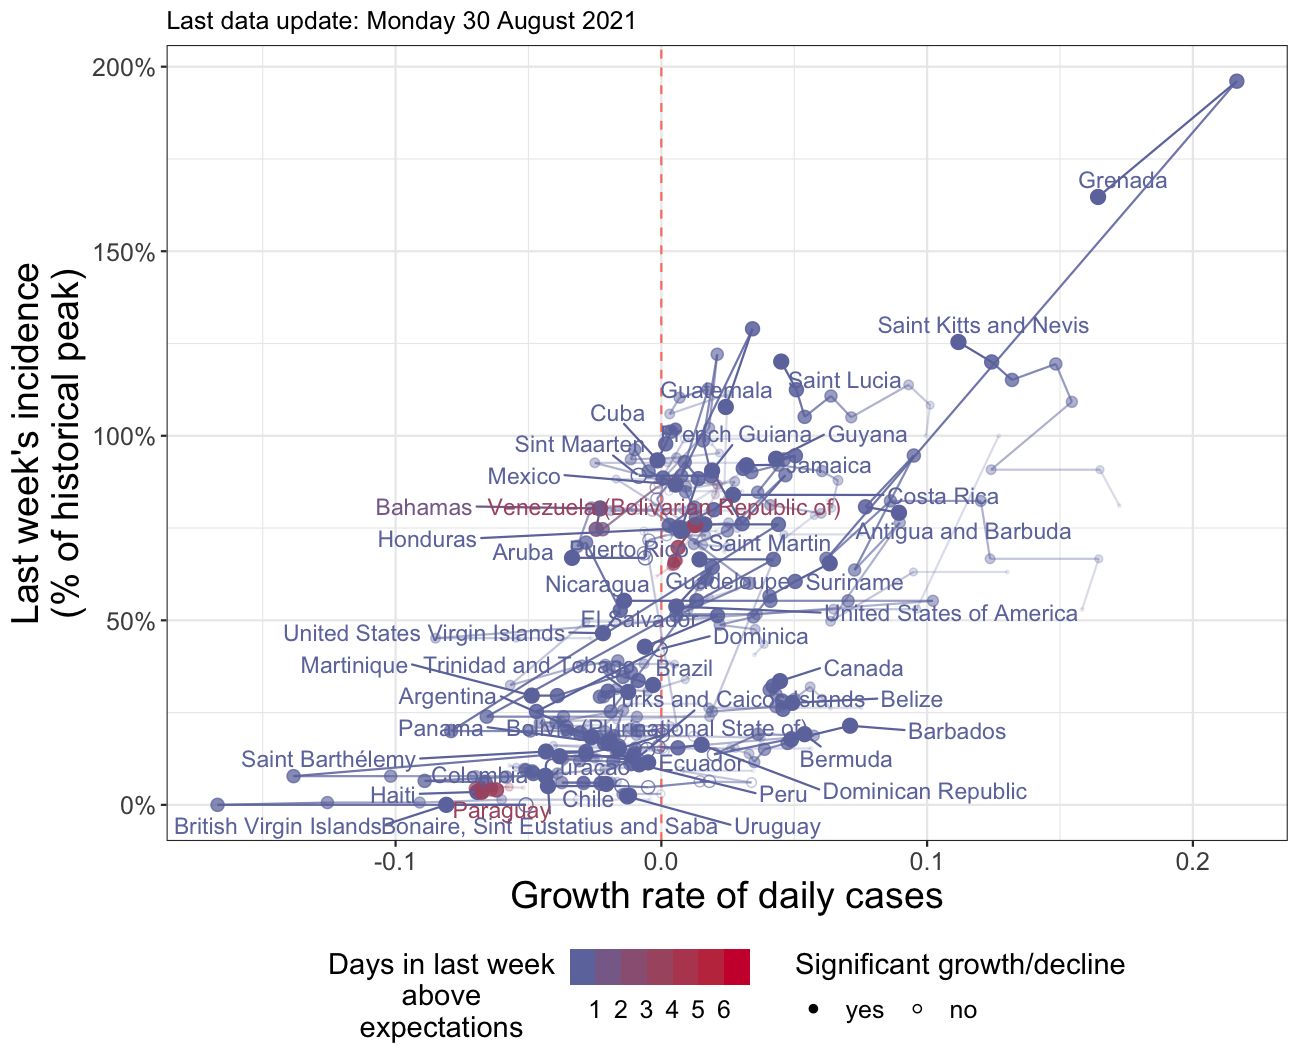 Last data update: Monday 30 August 2021
200%
150%
100%
50%
0%
Last week's incidence
(% of historical peak)
Grenada
Saint Kitts and Nevis
Saint Lucia
Guatemala
Cuba
French Guiana
Guyana
Sint Maarten
Jamaica
Mexico
Costa Rica
Bahamas
Venezuela (Bolivarian Republic of)
Antigua and Barbuda
Honduras
Aruba
Puerto Rico
Saint Martin
Nicaragua
Guadeloupe
Suriname
El Salvador
United States of America
United States Virgin Islands
Dominica
Martinique
Trinidad and Tobago
Brazil
Canada
Argentina
Turks and Caicos Islands
Belize
Panama
Bolivia (Plurinational State of)
Barbados
Saint Barthélemy
Curacao
Ecuador
Bermuda
Colombia
Haiti
Chile
Peru
Dominican Republic
Paraguay
British Virgin Islands
Bonaire, Sint Eustatius and Saba
Uruguay
-0.1
0.0
0.1
0.2
Growth rate of daily cases
Days in last week
above
expectations
1 2 3 4 5 6
Significant growth/decline
yes
no